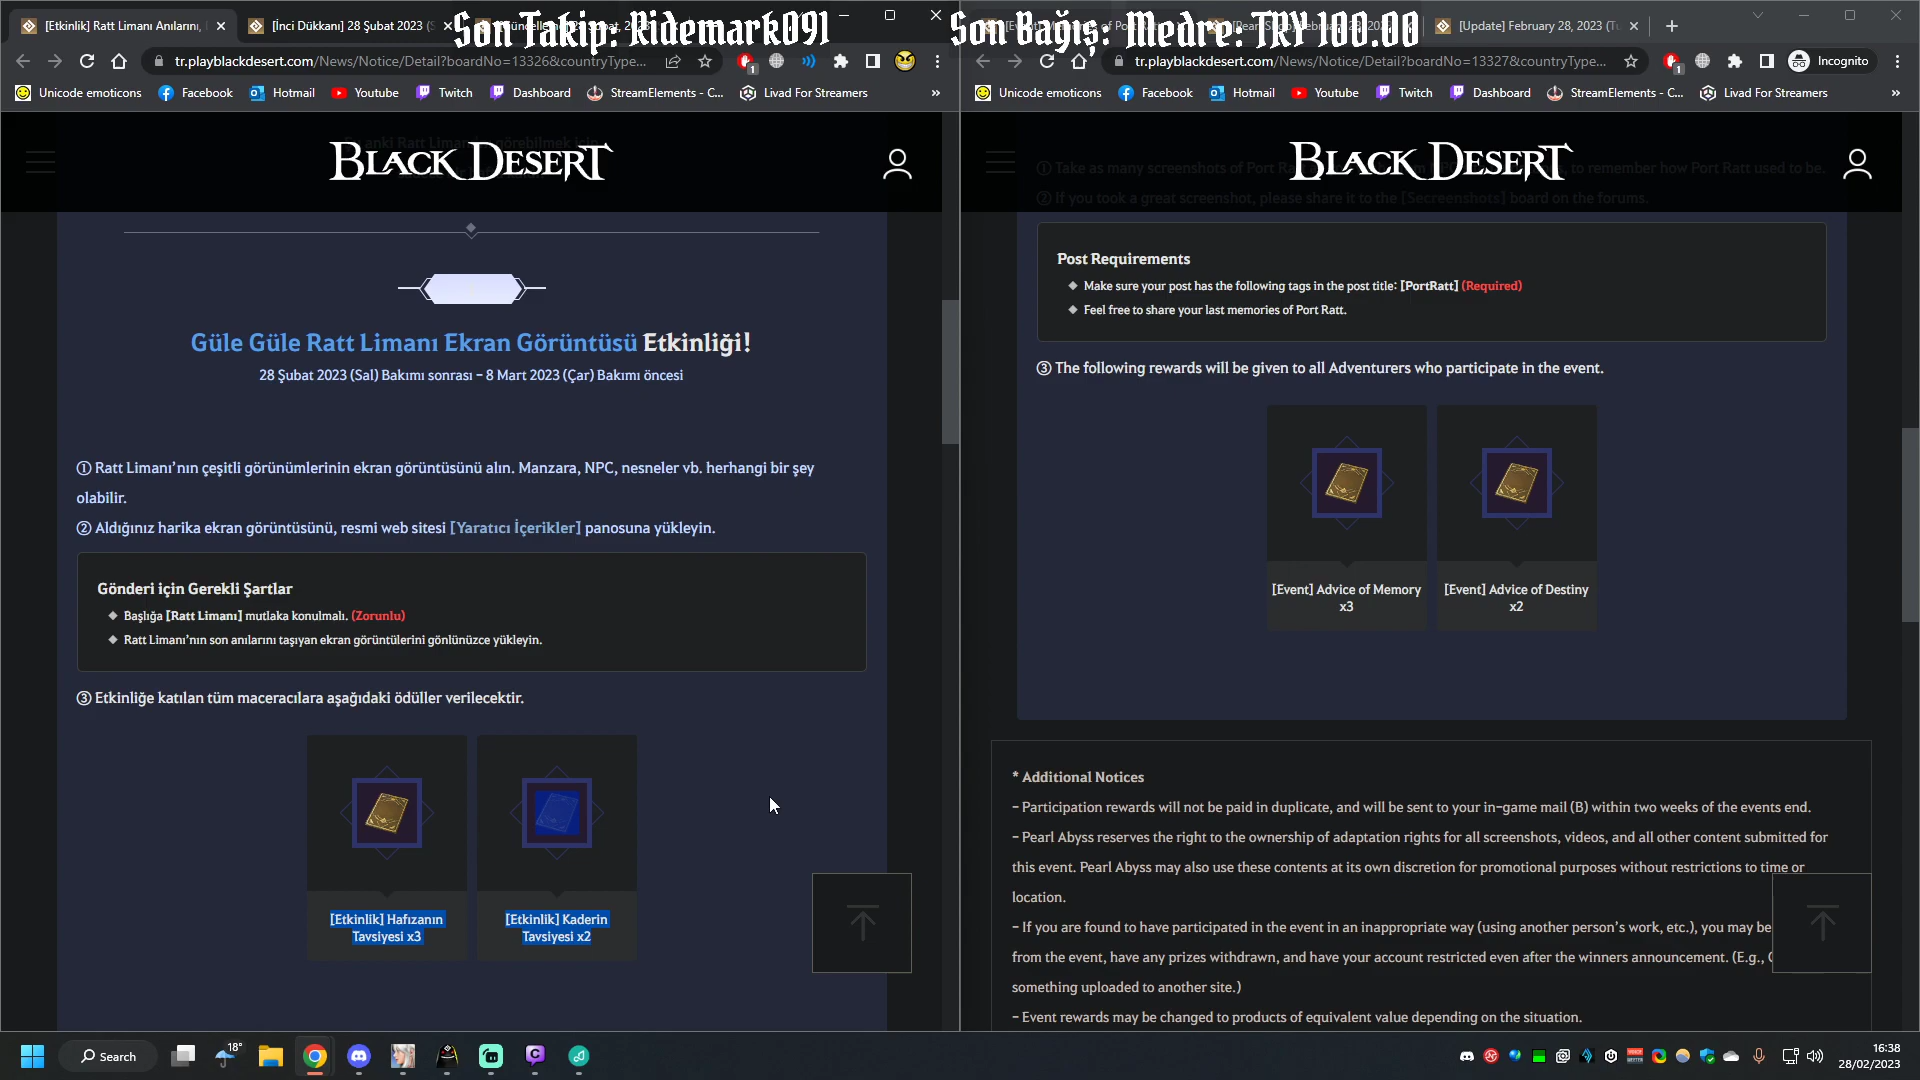 Son Takip: Ridemark091
Son Bağış: Medre: TRY 100.00
[Etkinlik] Ratt Limanı Anılarını,
[İnci Dükkanı] 28 Şubat 2023 (S
[Update] February 28, 2023 (Tu
tr.playblackdesert.com/News/Notice/Detail?boardNo=13326&countryType...
Unicode emoticons
Facebook
Hotmail
Youtube
Twitch
Dashboard
StreamElements - C...
Livad For Streamers
»
BLACK DESERT
Güle Güle Ratt Limanı Ekran Görüntüsü Etkinliği!
28 Şubat 2023 (Sal) Bakımı sonrası – 8 Mart 2023 (Çar) Bakımı öncesi
① Ratt Limanı’nın çeşitli görünümlerinin ekran görüntüsünü alın. Manzara, NPC, nesneler vb. herhangi bir şey
olabilir.
② Aldığınız harika ekran görüntüsünü, resmi web sitesi [Yaratıcı İçerikler] panosuna yükleyin.
Gönderi için Gerekli Şartlar
◆ Başlığa [Ratt Limanı] mutlaka konulmalı. (Zorunlu)
◆ Ratt Limanı’nın son anılarını taşıyan ekran görüntülerini gönlünüzce yükleyin.
③ Etkinliğe katılan tüm maceracılara aşağıdaki ödüller verilecektir.
[Etkinlik] Hafızanın
Tavsiyesi x3
[Etkinlik] Kaderin
Tavsiyesi x2
tr.playblackdesert.com/News/Notice/Detail?boardNo=13327&countryType...
Incognito
Unicode emoticons
Facebook
Hotmail
Youtube
Twitch
Dashboard
StreamElements - C...
Livad For Streamers
»
BLACK DESERT
① Take as many screenshots of Port R
, to remember how Port Ratt used to be.
② If you took a great screenshot, please share it to the [Secreenshots] board on the forums.
Post Requirements
◆ Make sure your post has the following tags in the post title: [PortRatt] (Required)
◆ Feel free to share your last memories of Port Ratt.
③ The following rewards will be given to all Adventurers who participate in the event.
[Event] Advice of Memory
x3
[Event] Advice of Destiny
x2
* Additional Notices
– Participation rewards will not be paid in duplicate, and will be sent to your in-game mail (B) within two weeks of the events end.
– Pearl Abyss reserves the right to the ownership of adaptation rights for all screenshots, videos, and all other content submitted for
this event. Pearl Abyss may also use these contents at its own discretion for promotional purposes without restrictions to time or
location.
– If you are found to have participated in the event in an inappropriate way (using another person’s work, etc.), you may be
from the event, have any prizes withdrawn, and have your account restricted even after the winners announcement. (E.g.,
something uploaded to another site.)
– Event rewards may be changed to products of equivalent value depending on the situation.
Search
18°
16:38
28/02/2023